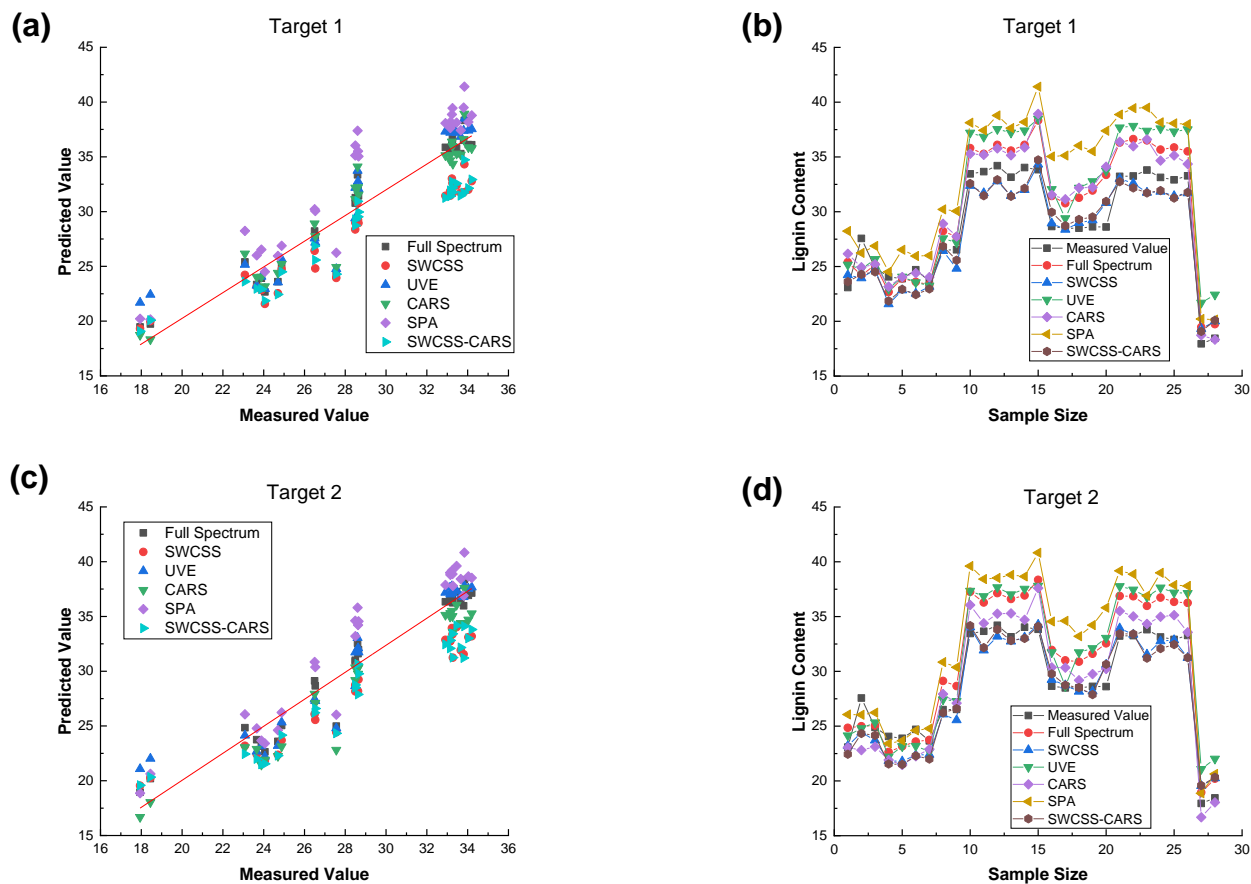 (a)
Target 1
45
40
35
30
25
20
15
Predicted Value
16 18 20 22 24 26 28 30 32 34 36
Measured Value
Full Spectrum
SWCSS
UVE
CARS
SPA
SWCSS-CARS
(b)
Target 1
45
40
35
30
25
20
15
Lignin Content
0 5 10 15 20 25 30
Sample Size
Measured Value
Full Spectrum
SWCSS
UVE
CARS
SPA
SWCSS-CARS
(c)
Target 2
45
40
35
30
25
20
15
Predicted Value
16 18 20 22 24 26 28 30 32 34 36
Measured Value
Full Spectrum
SWCSS
UVE
CARS
SPA
SWCSS-CARS
(d)
Target 2
45
40
35
30
25
20
15
Lignin Content
0 5 10 15 20 25 30
Sample Size
Measured Value
Full Spectrum
SWCSS
UVE
CARS
SPA
SWCSS-CARS